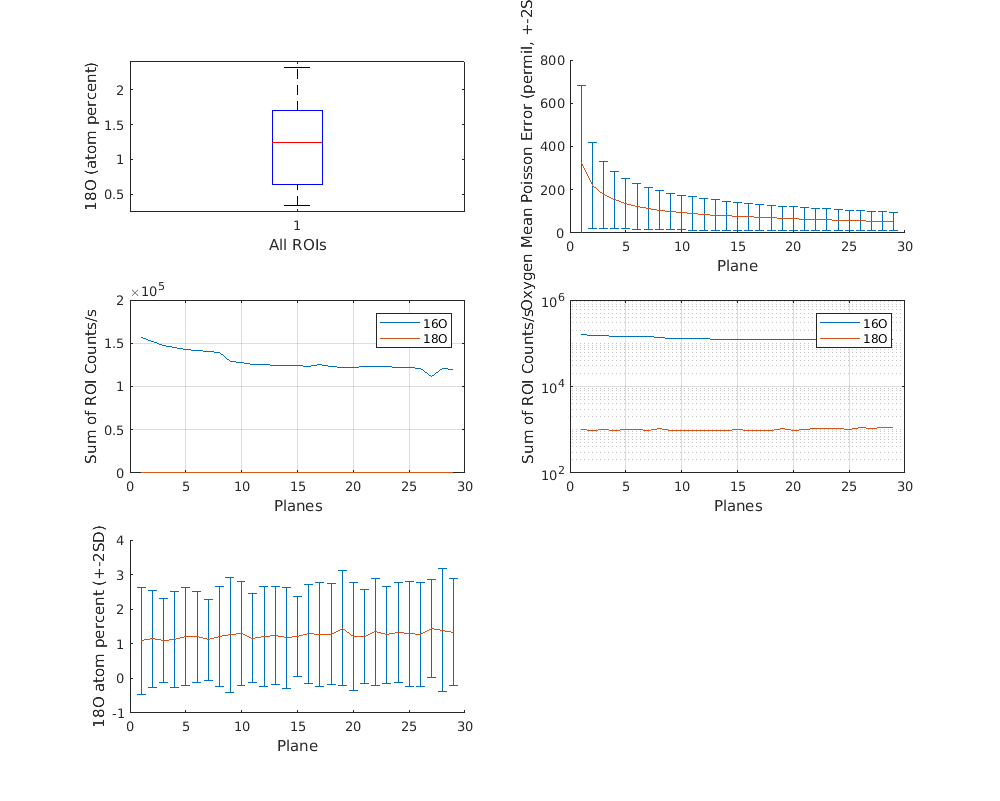 18O (atom percent)
2
1.5
1
0.5
1
All ROIs
Oxygen Mean Poisson Error (permil, +-2S
800
600
400
200
0
0 5 10 15 20 25 30
Plane
×10^5
Sum of ROI Counts/s
2
1.5
1
0.5
0
16O
18O
0 5 10 15 20 25 30
Planes
Sum of ROI Counts/s
10^6
10^4
10^2
16O
18O
0 5 10 15 20 25 30
Planes
18O atom percent (+-2SD)
4
3
2
1
0
-1
0 5 10 15 20 25 30
Plane